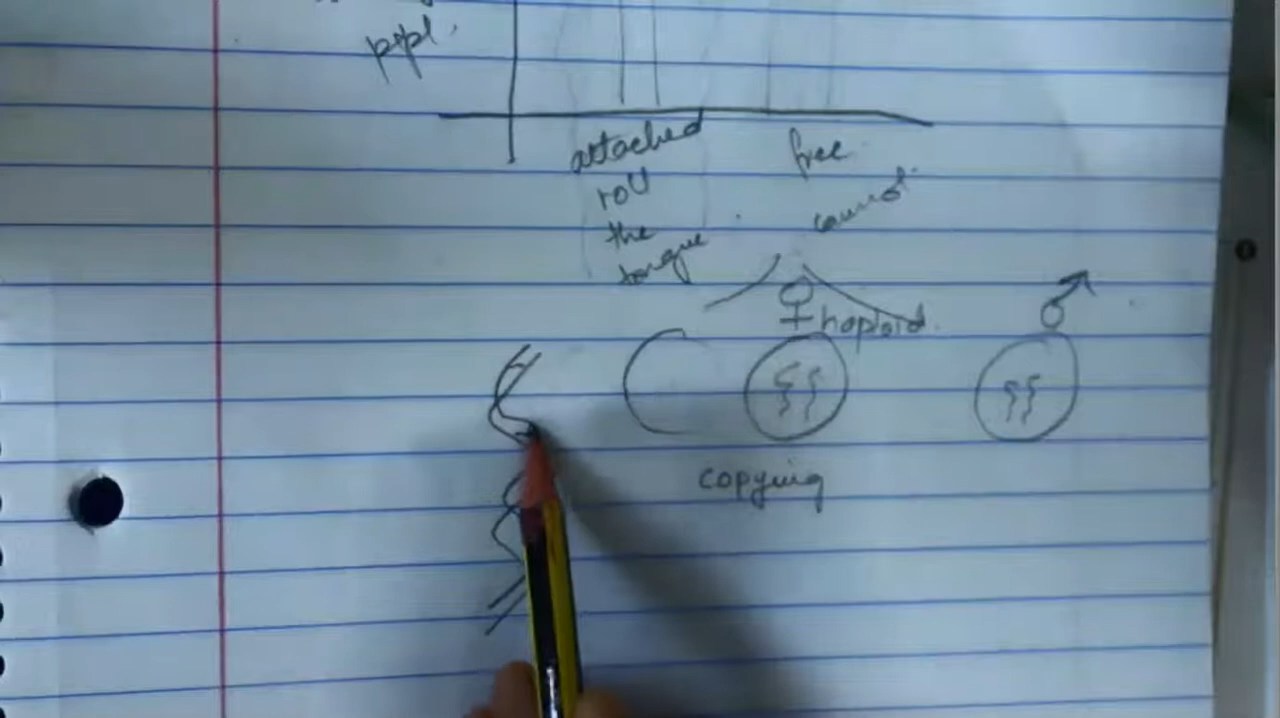 ppl.
attached free
roll cannot
the
tongue
♀ ♂
haploid
copying